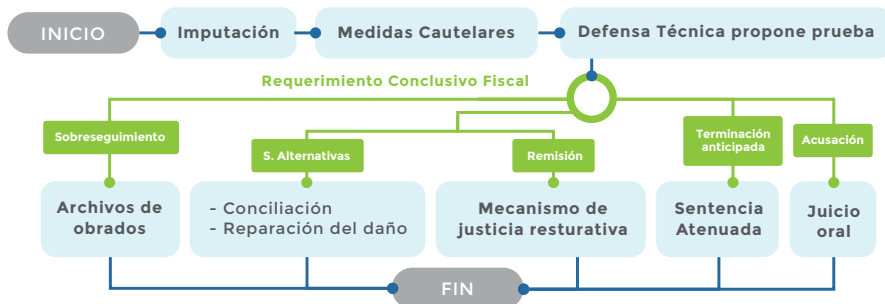 INICIO
Imputación
Medidas Cautelares
Defensa Técnica propone prueba
Requerimiento Conclusivo Fiscal
Sobreseguimiento
S. Alternativas
Remisión
Terminación
anticipada
Acusación
Archivos de
obrados
- Conciliación
- Reparación del daño
Mecanismo de
justicia resturativa
Sentencia
Atenuada
Juicio
oral
FIN